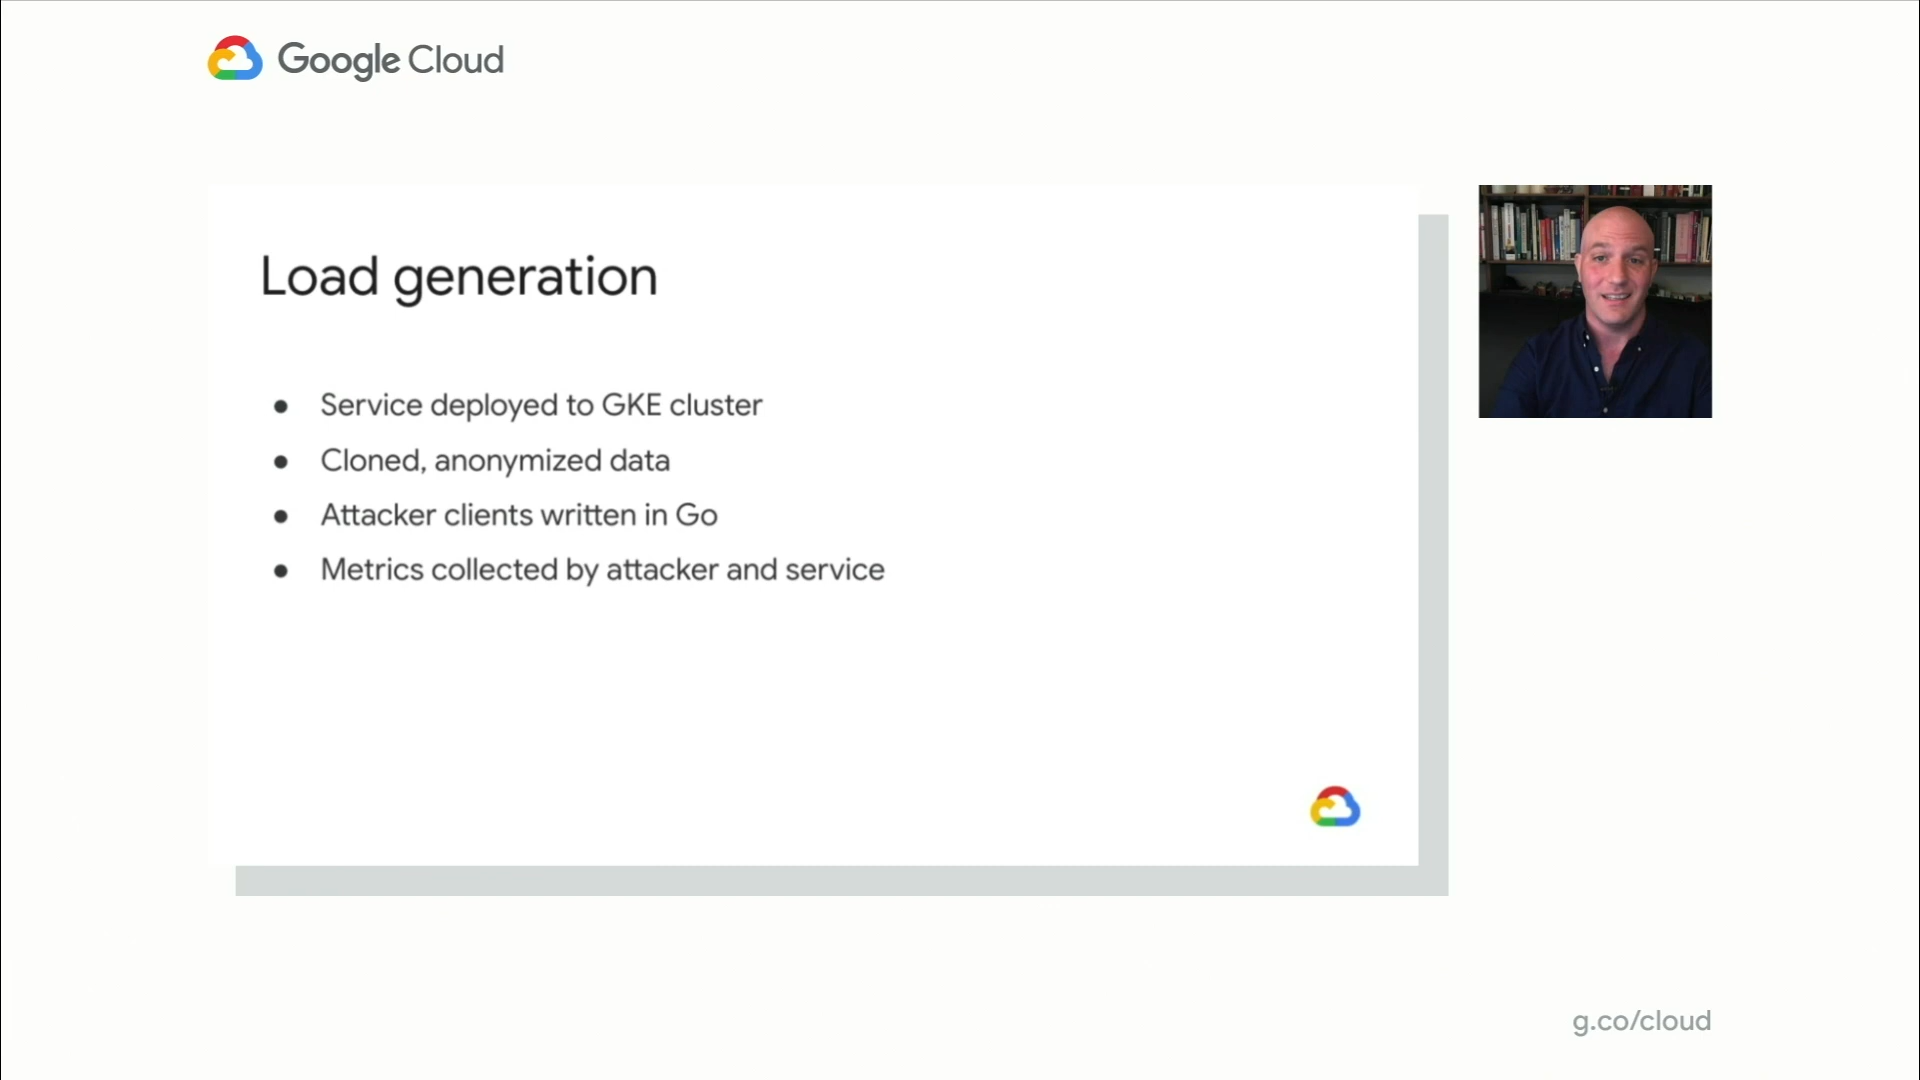 Google Cloud
Load generation
● Service deployed to GKE cluster
● Cloned, anonymized data
● Attacker clients written in Go
● Metrics collected by attacker and service
g.co/cloud